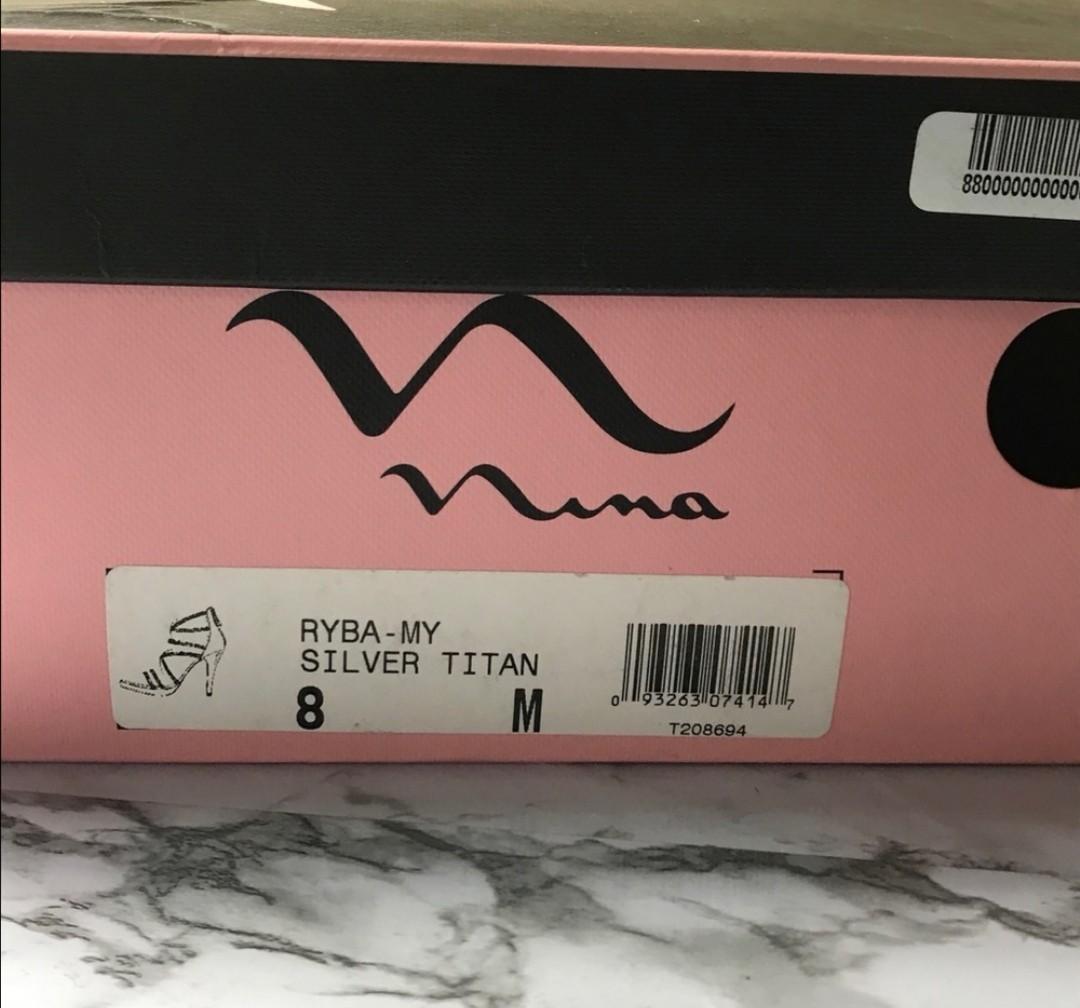 880000000000
Nina
RYBA-MY
SILVER TITAN
8 M
0 93263 07414 7
T208694